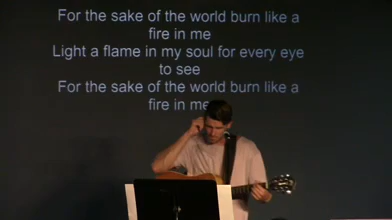 For the sake of the world burn like a
fire in me
Light a flame in my soul for every eye
to see
For the sake of the world burn like a
fire in me